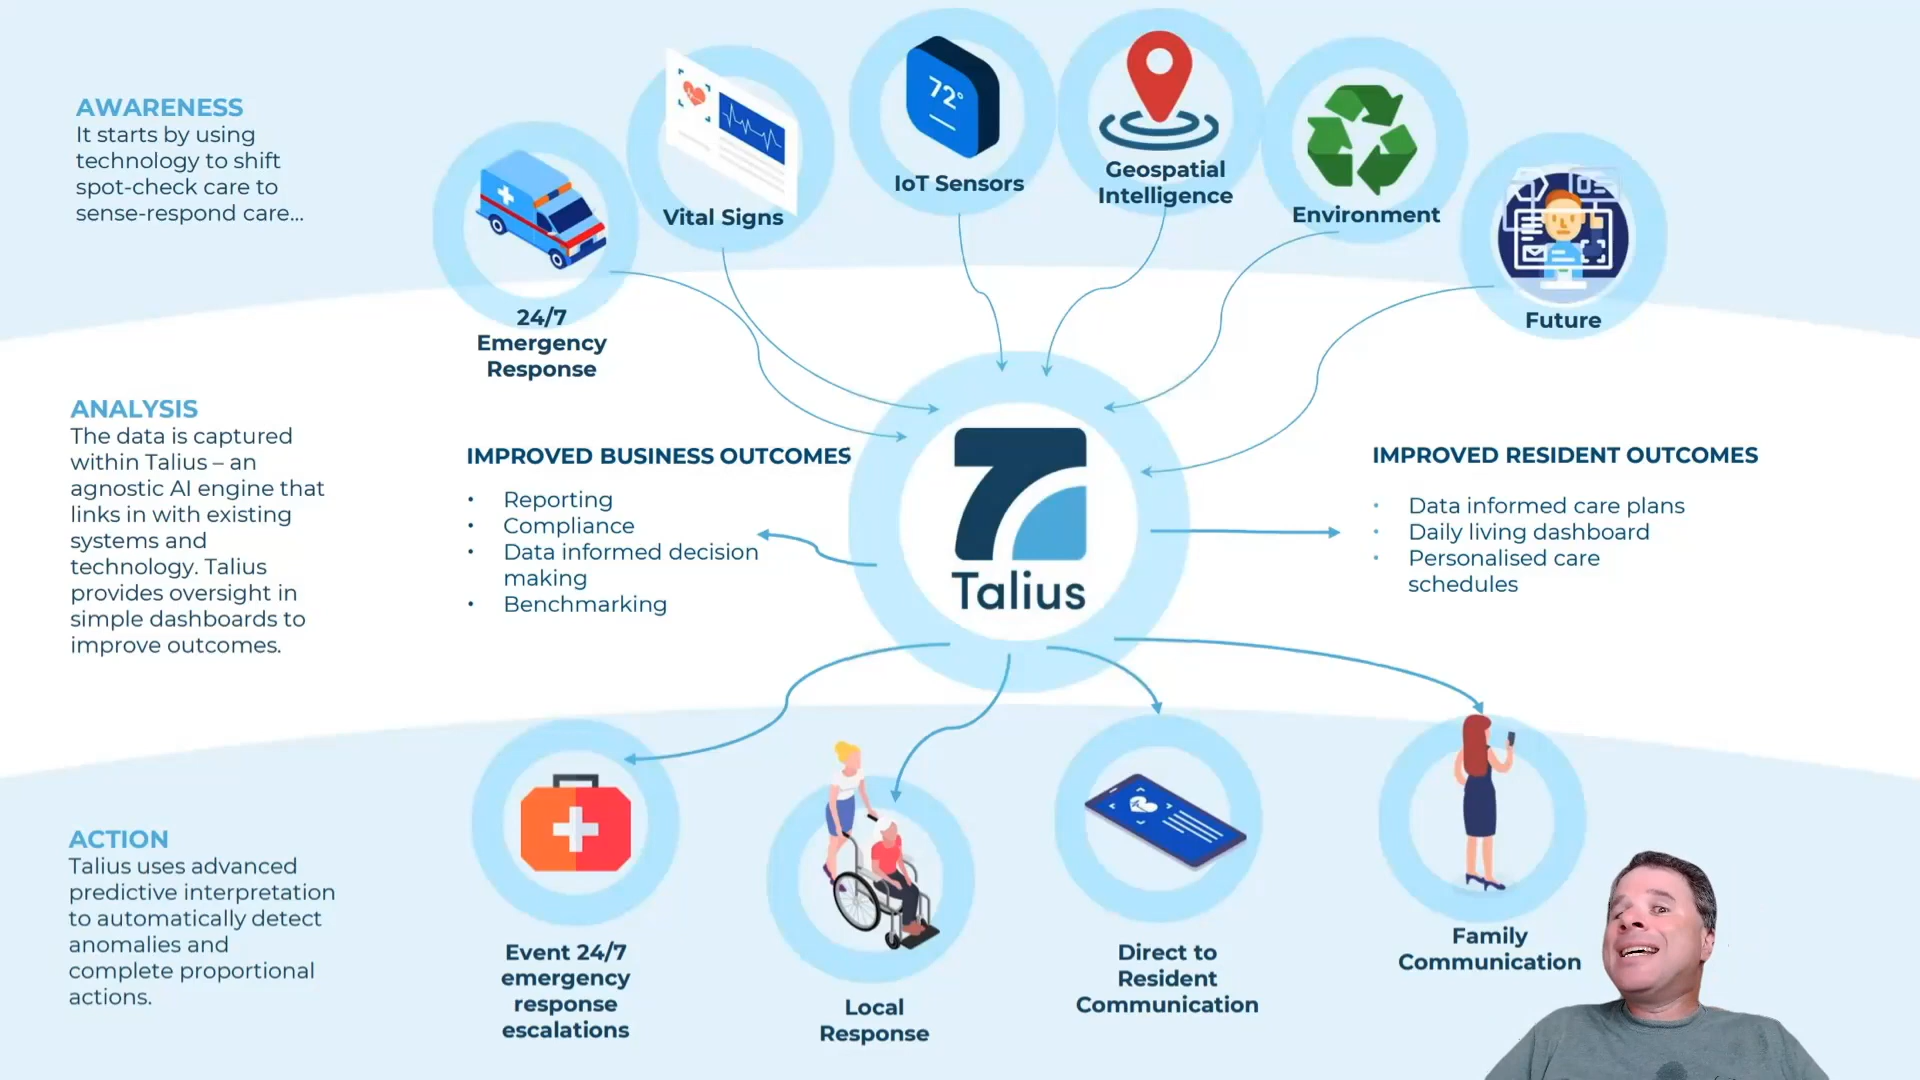 AWARENESS
It starts by using
technology to shift
spot-check care to
sense-respond care...
24/7
Emergency
Response
Vital Signs
72°
IoT Sensors
Geospatial
Intelligence
Environment
Future
ANALYSIS
The data is captured
within Talius – an
agnostic AI engine that
links in with existing
systems and
technology. Talius
provides oversight in
simple dashboards to
improve outcomes.
IMPROVED BUSINESS OUTCOMES
• Reporting
• Compliance
• Data informed decision
making
• Benchmarking
Talius
IMPROVED RESIDENT OUTCOMES
• Data informed care plans
• Daily living dashboard
• Personalised care
schedules
ACTION
Talius uses advanced
predictive interpretation
to automatically detect
anomalies and
complete proportional
actions.
Event 24/7
emergency
response
escalations
Local
Response
Direct to
Resident
Communication
Family
Communication